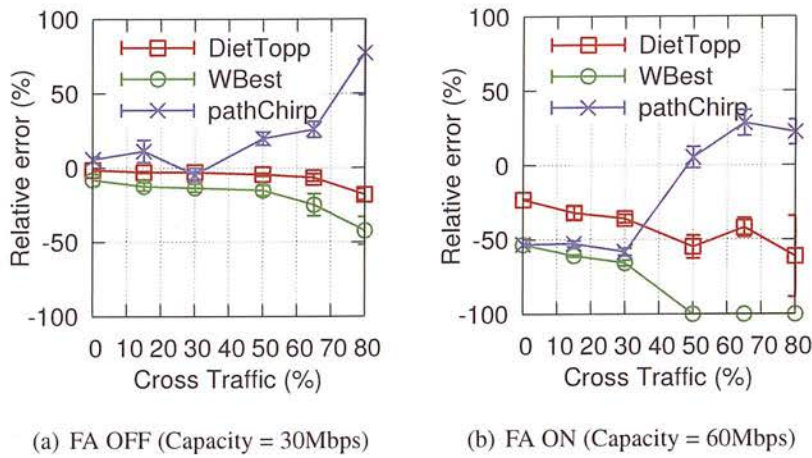 100
50
0
-50
-100
Relative error (%)
DietTopp
WBest
pathChirp
0 10 20 30 40 50 60 70 80
Cross Traffic (%)
(a) FA OFF (Capacity = 30Mbps)
100
50
0
-50
-100
Relative error (%)
DietTopp
WBest
pathChirp
0 10 20 30 40 50 60 70 80
Cross Traffic (%)
(b) FA ON (Capacity = 60Mbps)